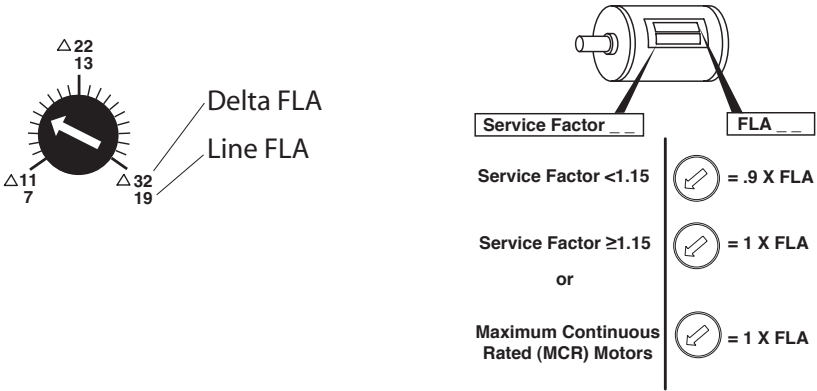 △22
13
Delta FLA
Line FLA
△11
7
△32
19
Service Factor _ _
FLA _ _
Service Factor <1.15
= .9 X FLA
Service Factor ≥1.15
= 1 X FLA
or
Maximum Continuous
Rated (MCR) Motors
= 1 X FLA